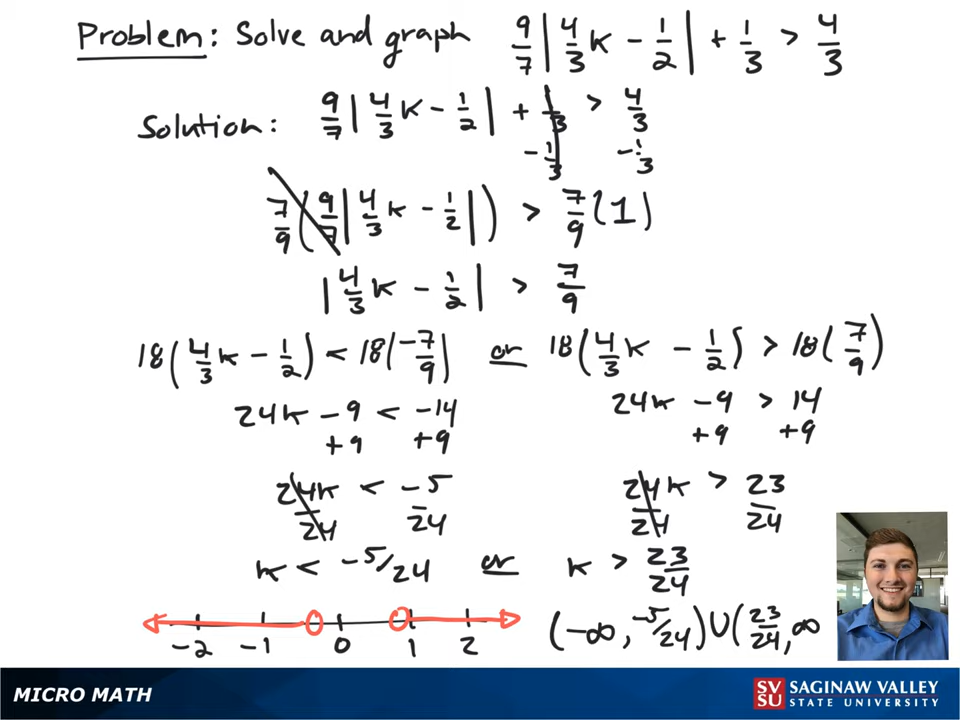 Problem: Solve and graph 9/7 |4/3 k - 1/2| + 1/3 > 4/3
Solution: 9/7 |4/3 k - 1/2| + 1/3 > 4/3
- 1/3 - 1/3
7/9 (9/7 |4/3 k - 1/2|) > 7/9 (1)
|4/3 k - 1/2| > 7/9
18(4/3 k - 1/2) < 18(-7/9) or 18(4/3 k - 1/2) > 18(7/9)
24k - 9 < -14 24k - 9 > 14
+9 +9 +9 +9
24k/24 < -5/24 24k/24 > 23/24
k < -5/24 or k > 23/24
-2 -1 0 1 2 (-∞, -5/24) ∪ (23/24, ∞
MICRO MATH
SVSU SAGINAW VALLEY
STATE UNIVERSITY